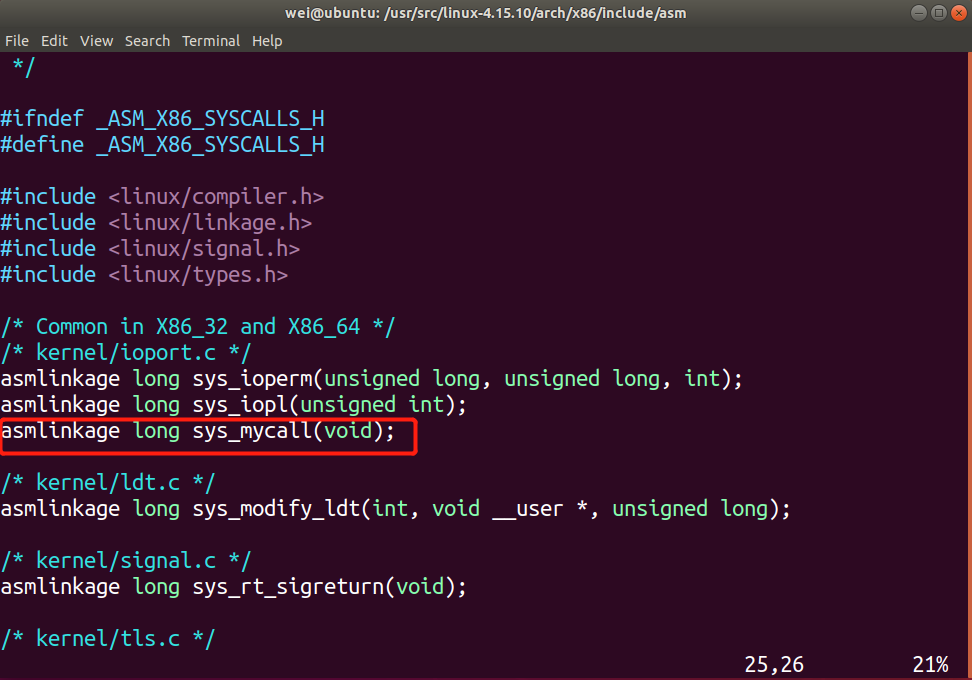 wei@ubuntu: /usr/src/linux-4.15.10/arch/x86/include/asm
File Edit View Search Terminal Help
 */
#ifndef _ASM_X86_SYSCALLS_H
#define _ASM_X86_SYSCALLS_H
#include <linux/compiler.h>
#include <linux/linkage.h>
#include <linux/signal.h>
#include <linux/types.h>
/* Common in X86_32 and X86_64 */
/* kernel/ioport.c */
asmlinkage long sys_ioperm(unsigned long, unsigned long, int);
asmlinkage long sys_iopl(unsigned int);
asmlinkage long sys_mycall(void);
/* kernel/ldt.c */
asmlinkage long sys_modify_ldt(int, void __user *, unsigned long);
/* kernel/signal.c */
asmlinkage long sys_rt_sigreturn(void);
/* kernel/tls.c */
25,26 21%